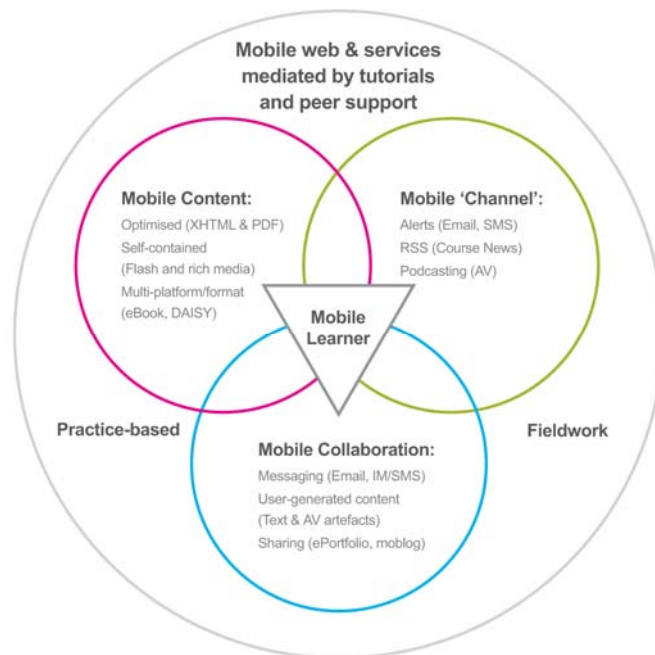 Mobile web & services
mediated by tutorials
and peer support
Mobile Content:
Optimised (XHTML & PDF)
Self-contained
(Flash and rich media)
Multi-platform/format
(eBook, DAISY)
Mobile ‘Channel’:
Alerts (Email, SMS)
RSS (Course News)
Podcasting (AV)
Mobile
Learner
Practice-based
Fieldwork
Mobile Collaboration:
Messaging (Email, IM/SMS)
User-generated content
(Text & AV artefacts)
Sharing (ePortfolio, moblog)